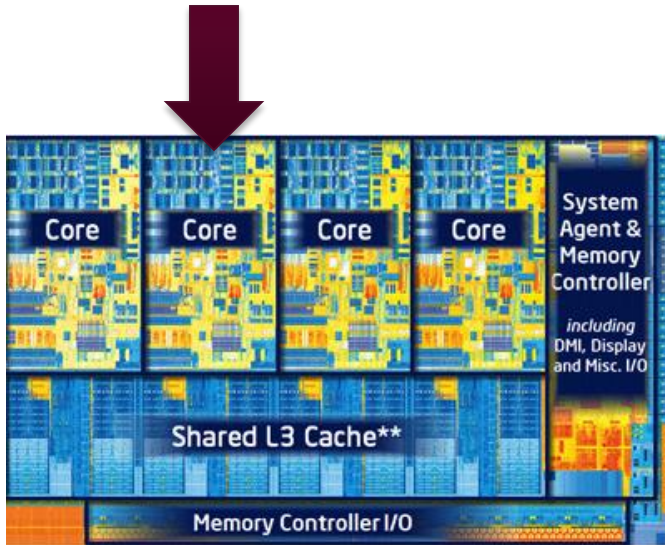 Core Core Core Core
System
Agent &
Memory
Controller
including
DMI, Display
and Misc. I/O
Shared L3 Cache**
Memory Controller I/O